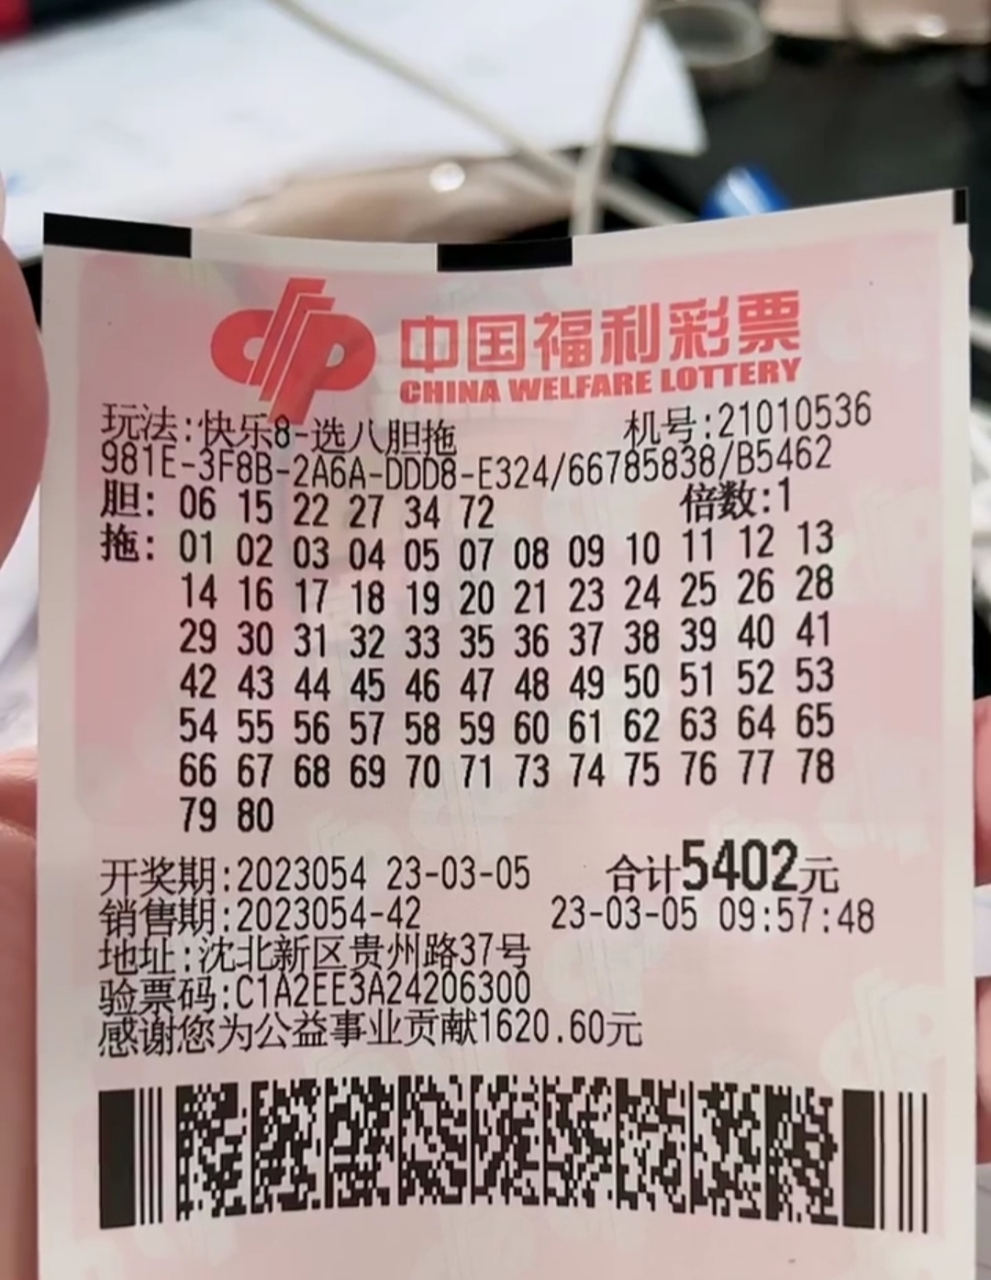 中国福利彩票
CHINA WELFARE LOTTERY
玩法:快乐8-选八胆拖 机号:21010536
981E-3F8B-2A6A-DDD8-E324/66785838/B5462
胆: 06 15 22 27 34 72 倍数:1
拖: 01 02 03 04 05 07 08 09 10 11 12 13
14 16 17 18 19 20 21 23 24 25 26 28
29 30 31 32 33 35 36 37 38 39 40 41
42 43 44 45 46 47 48 49 50 51 52 53
54 55 56 57 58 59 60 61 62 63 64 65
66 67 68 69 70 71 73 74 75 76 77 78
79 80
开奖期:2023054 23-03-05 合计5402元
销售期:2023054-42 23-03-05 09:57:48
地址:沈北新区贵州路37号
验票码:C1A2EE3A24206300
感谢您为公益事业贡献1620.60元